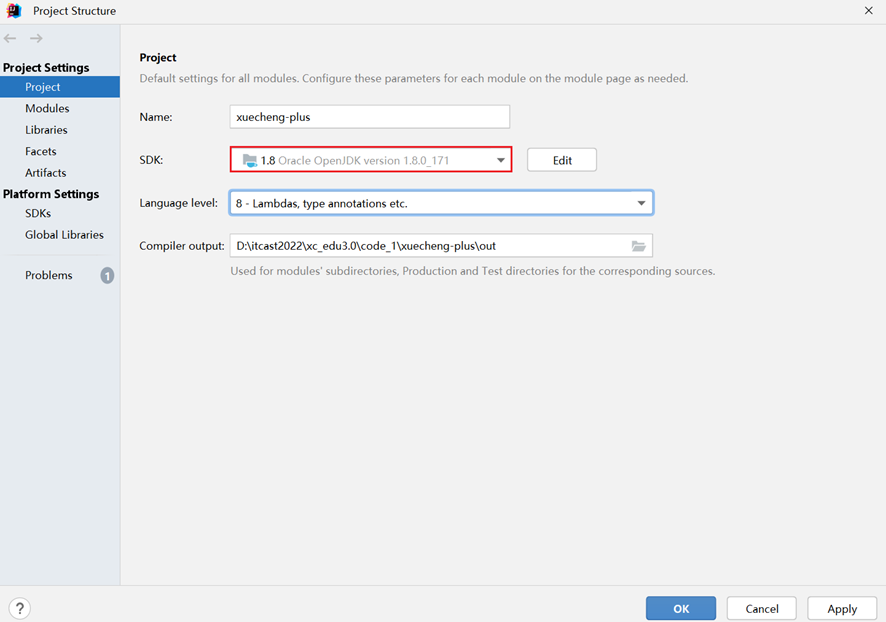 Project Structure
Project Settings
Project
Modules
Libraries
Facets
Artifacts
Platform Settings
SDKs
Global Libraries
Problems 1
Project
Default settings for all modules. Configure these parameters for each module on the module page as needed.
Name: xuecheng-plus
SDK: 1.8 Oracle OpenJDK version 1.8.0_171 Edit
Language level: 8 - Lambdas, type annotations etc.
Compiler output: D:\itcast2022\xc_edu3.0\code_1\xuecheng-plus\out
Used for modules' subdirectories, Production and Test directories for the corresponding sources.
? OK Cancel Apply